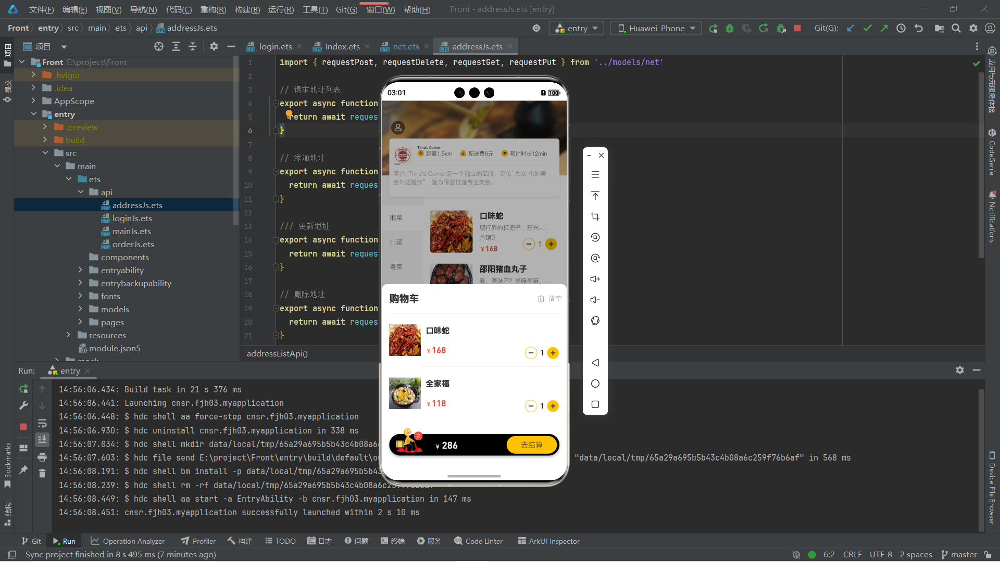 文件(F) 编辑(E) 视图(V) 导航(N) 代码(C) 重构(R) 构建(B) 运行(R) 工具(T) Git(G) 窗口(W) 帮助(H) Front - addressJs.ets [entry]
Front entry src main ets api addressJs.ets
entry Huawei_Phone Git(G):
项目
提交
Bookmarks
结构
项目
Front E:\project\Front
.hvigor
.idea
AppScope
entry
.preview
build
src
main
ets
api
addressJs.ets
loginJs.ets
mainJs.ets
orderJs.ets
components
entryability
entrybackupability
fonts
models
pages
resources
module.json5
mock
login.ets Index.ets net.ets addressJs.ets
1 import { requestPost, requestDelete, requestGet, requestPut } from '../models/net'
2
3 // 请求地址列表
4 export async function
5 return await reques
6 }
7
8 // 添加地址
9 export async function
10 return await reques
11 }
12
13 /// 更新地址
14 export async function
15 return await reques
16 }
17
18 // 删除地址
19 export async function
20 return await reques
21 }
addressListApi()
03:01
100
Time's Corner
距离1.5km 配送费6元 预计时长12min
简介: Time's Corner是一个独立的品牌，定位“大众 化的美
食外送餐饮”，旨为顾客打造专业美食。
湘菜
川菜
粤菜
口味蛇
爬行界的扛把子，东兴–...
月销0
￥168
1
邵阳猪血丸子
看，美味不？来嘛来嘛，...
购物车
清空
口味蛇
￥168
1
全家福
￥118
1
2
￥ 286
去结算
应用与元服务体检
CodeGenie
Notifications
Device File Browser
Run: entry
14:56:06.434: Build task in 21 s 376 ms
14:56:06.441: Launching cnsr.fjh03.myapplication
14:56:06.448: $ hdc shell aa force-stop cnsr.fjh03.myapplication
14:56:06.930: $ hdc uninstall cnsr.fjh03.myapplication in 338 ms
14:56:07.034: $ hdc shell mkdir data/local/tmp/65a29a695b5b43c4b08a6
14:56:07.603: $ hdc file send E:\project\Front\entry\build\default\o "data/local/tmp/65a29a695b5b43c4b08a6c259f76b6af" in 568 ms
14:56:08.191: $ hdc shell bm install -p data/local/tmp/65a29a695b5b43
14:56:08.239: $ hdc shell rm -rf data/local/tmp/65a29a695b5b43c4b08a6c259f76b6af
14:56:08.449: $ hdc shell aa start -a EntryAbility -b cnsr.fjh03.myapplication in 147 ms
14:56:08.451: cnsr.fjh03.myapplication successfully launched within 2 s 10 ms
Git Run Operation Analyzer Profiler 构建 TODO 日志 问题 终端 服务 Code Linter ArkUI Inspector
Sync project finished in 8 s 495 ms (7 minutes ago) 6:2 CRLF UTF-8 2 spaces master